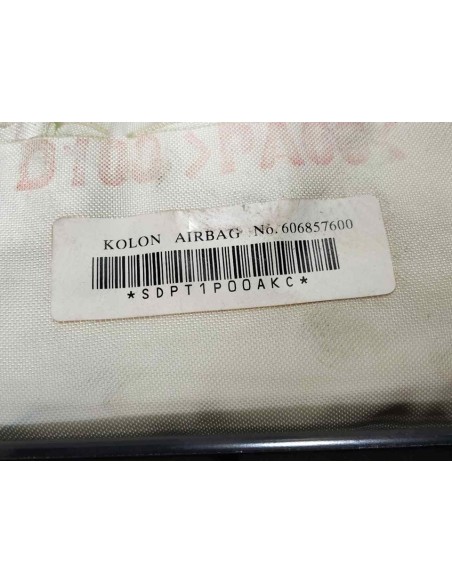 KOLON AIRBAG No. 606857600
*SDPT1P00AKC*